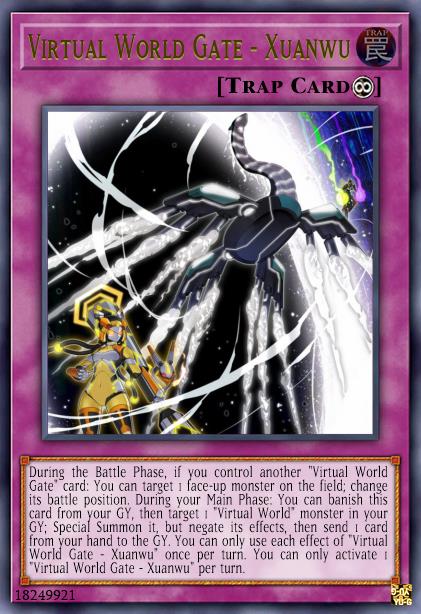 Virtual World Gate - Xuanwu
TRAP
罠
[Trap Card]
During the Battle Phase, if you control another "Virtual World
Gate" card: You can target 1 face-up monster on the field; change
its battle position. During your Main Phase: You can banish this
card from your GY, then target 1 "Virtual World" monster in your
GY; Special Summon it, but negate its effects, then send 1 card
from your hand to the GY. You can only use each effect of "Virtual
World Gate - Xuanwu" once per turn. You can only activate 1
"Virtual World Gate - Xuanwu" per turn.
18249921